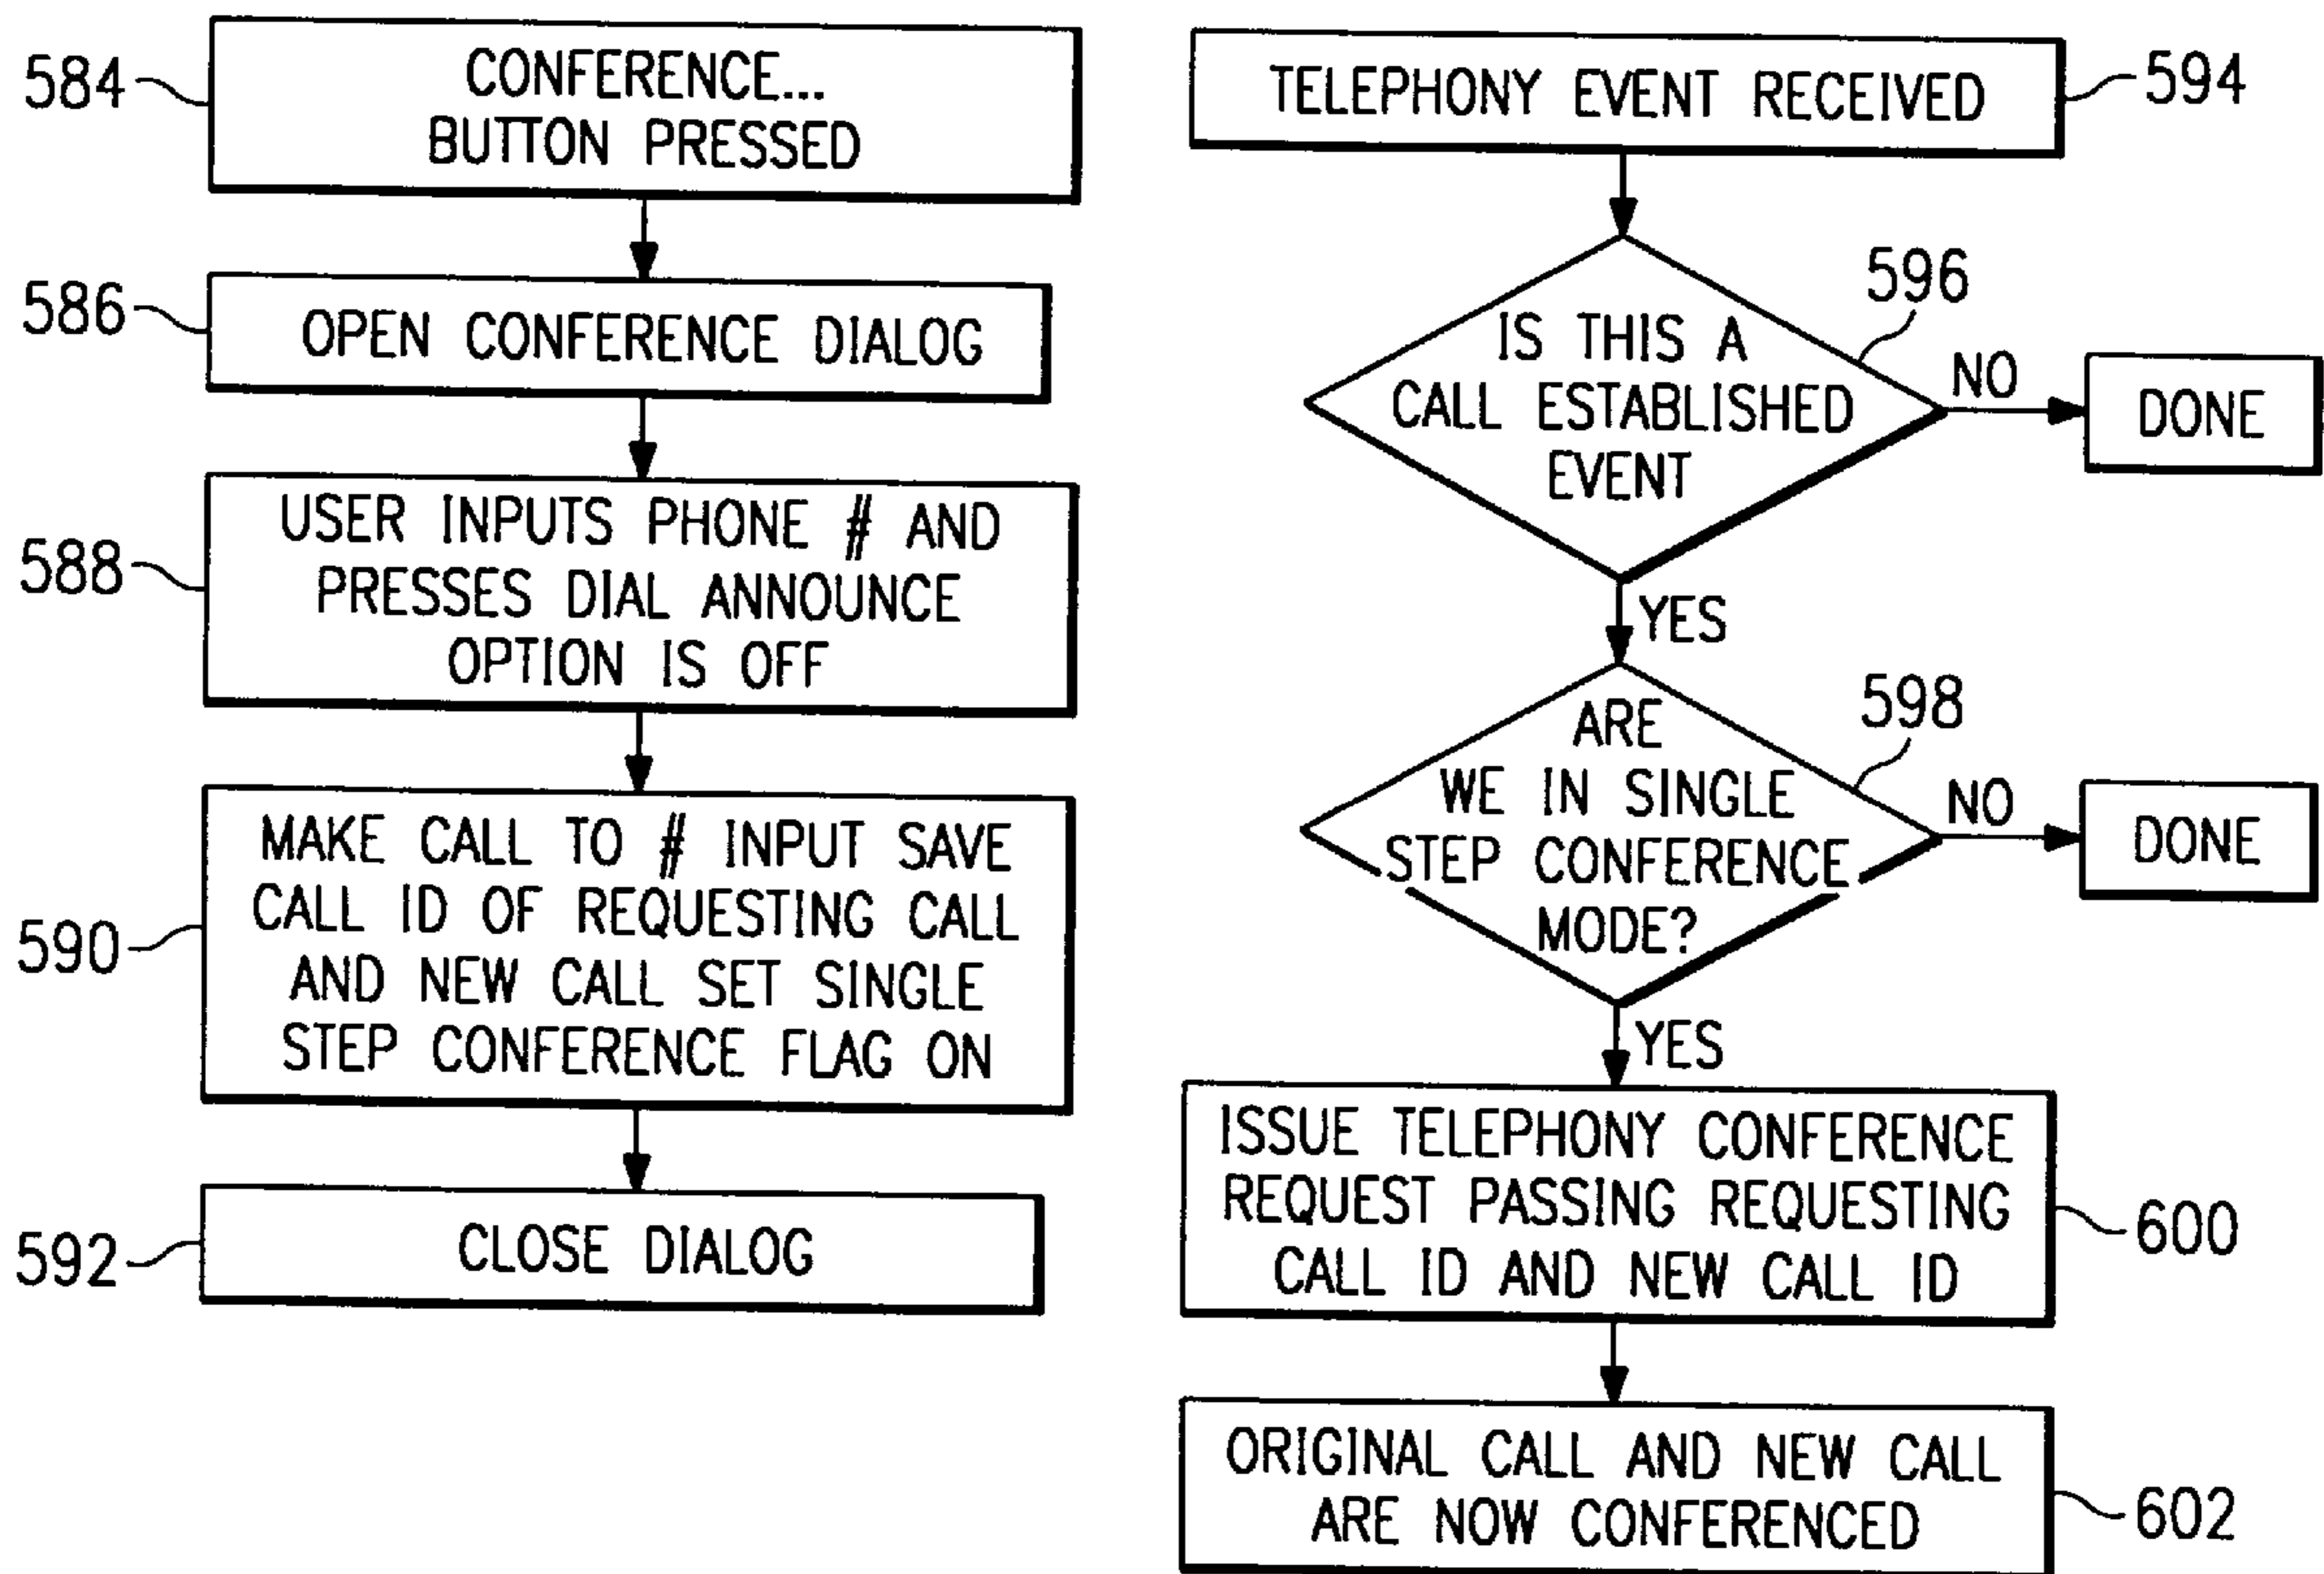 584
CONFERENCE...
BUTTON PRESSED
586
OPEN CONFERENCE DIALOG
588
USER INPUTS PHONE # AND
PRESSES DIAL ANNOUNCE
OPTION IS OFF
590
MAKE CALL TO # INPUT SAVE
CALL ID OF REQUESTING CALL
AND NEW CALL SET SINGLE
STEP CONFERENCE FLAG ON
592
CLOSE DIALOG
TELEPHONY EVENT RECEIVED
594
596
IS THIS A
CALL ESTABLISHED
EVENT
NO
DONE
YES
598
ARE
WE IN SINGLE
STEP CONFERENCE
MODE?
NO
DONE
YES
ISSUE TELEPHONY CONFERENCE
REQUEST PASSING REQUESTING
CALL ID AND NEW CALL ID
600
ORIGINAL CALL AND NEW CALL
ARE NOW CONFERENCED
602